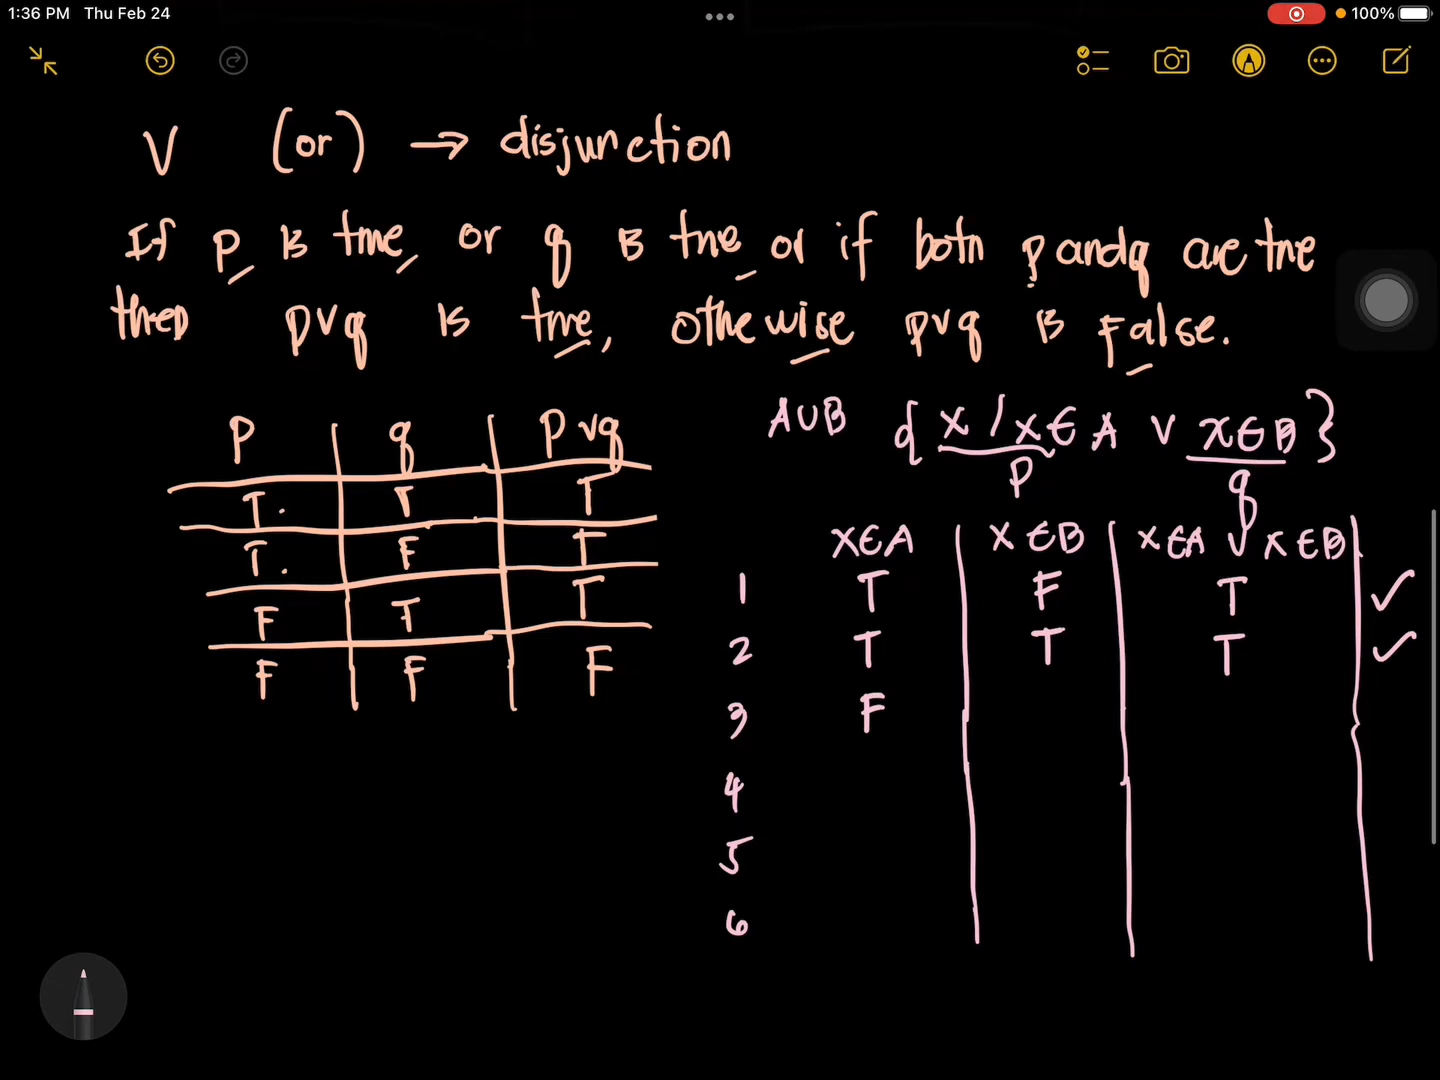 1:36 PM Thu Feb 24
100%
V (or) → disjunction
If p is true or q is true or if both p and q are true
then p∨q is true, otherwise p∨q is False.
p q p∨q
T T T
T F T
F T T
F F F
A∪B { x / x∈A ∨ x∈B }
p q
x∈A x∈B x∈A ∨ x∈B
1 T F T ✓
2 T T T ✓
3 F
4
5
6